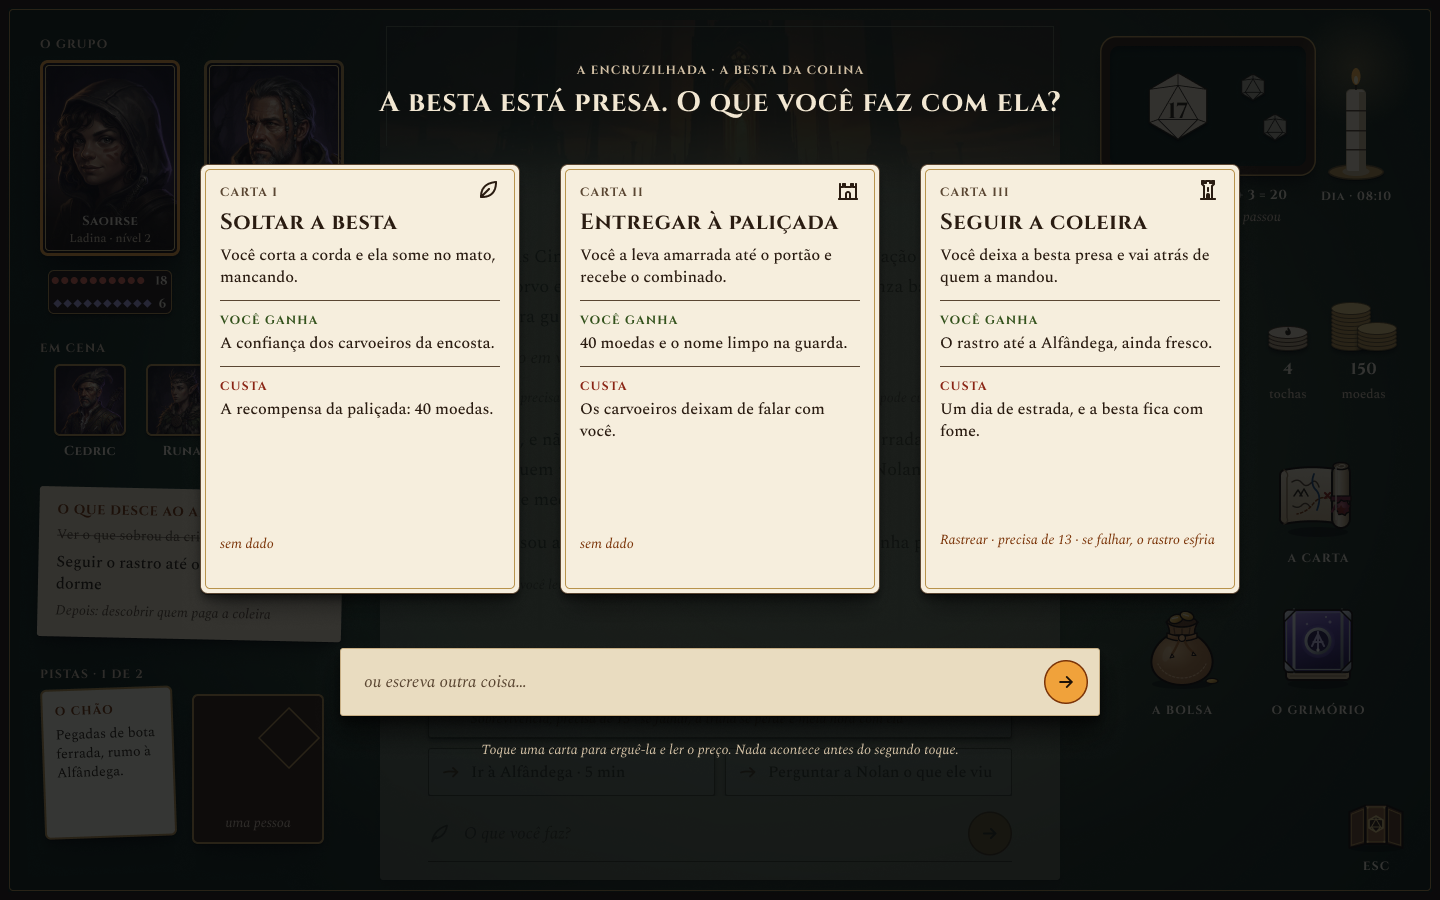 A ENCRUZILHADA · A BESTA DA COLINA
A BESTA ESTÁ PRESA. O QUE VOCÊ FAZ COM ELA?
CARTA I
SOLTAR A BESTA
Você corta a corda e ela some no mato,
mancando.
VOCÊ GANHA
A confiança dos carvoeiros da encosta.
CUSTA
A recompensa da paliçada: 40 moedas.
sem dado
CARTA II
ENTREGAR À PALIÇADA
Você a leva amarrada até o portão e
recebe o combinado.
VOCÊ GANHA
40 moedas e o nome limpo na guarda.
CUSTA
Os carvoeiros deixam de falar com
você.
sem dado
CARTA III
SEGUIR A COLEIRA
Você deixa a besta presa e vai atrás de
quem a mandou.
VOCÊ GANHA
O rastro até a Alfândega, ainda fresco.
CUSTA
Um dia de estrada, e a besta fica com
fome.
Rastrear · precisa de 13 · se falhar, o rastro esfria
ou escreva outra coisa...
Toque uma carta para erguê-la e ler o preço. Nada acontece antes do segundo toque.
O GRUPO
SAOIRSE
Ladina · nível 2
18
6
EM CENA
CEDRIC
RUNA
O QUE DESCE AO A
Ver o que sobrou da
Seguir o rastro até o
dorme
Depois: descobrir quem paga a coleira
PISTAS · 1 DE 2
O CHÃO
Pegadas de bota
ferrada, rumo à
Alfândega.
uma pessoa
Ir à Alfândega · 5 min
Perguntar a Nolan o que ele viu
O que você faz?
17
3 = 20
passou
DIA · 08:10
4
tochas
150
moedas
A CARTA
A BOLSA
O GRIMÓRIO
ESC